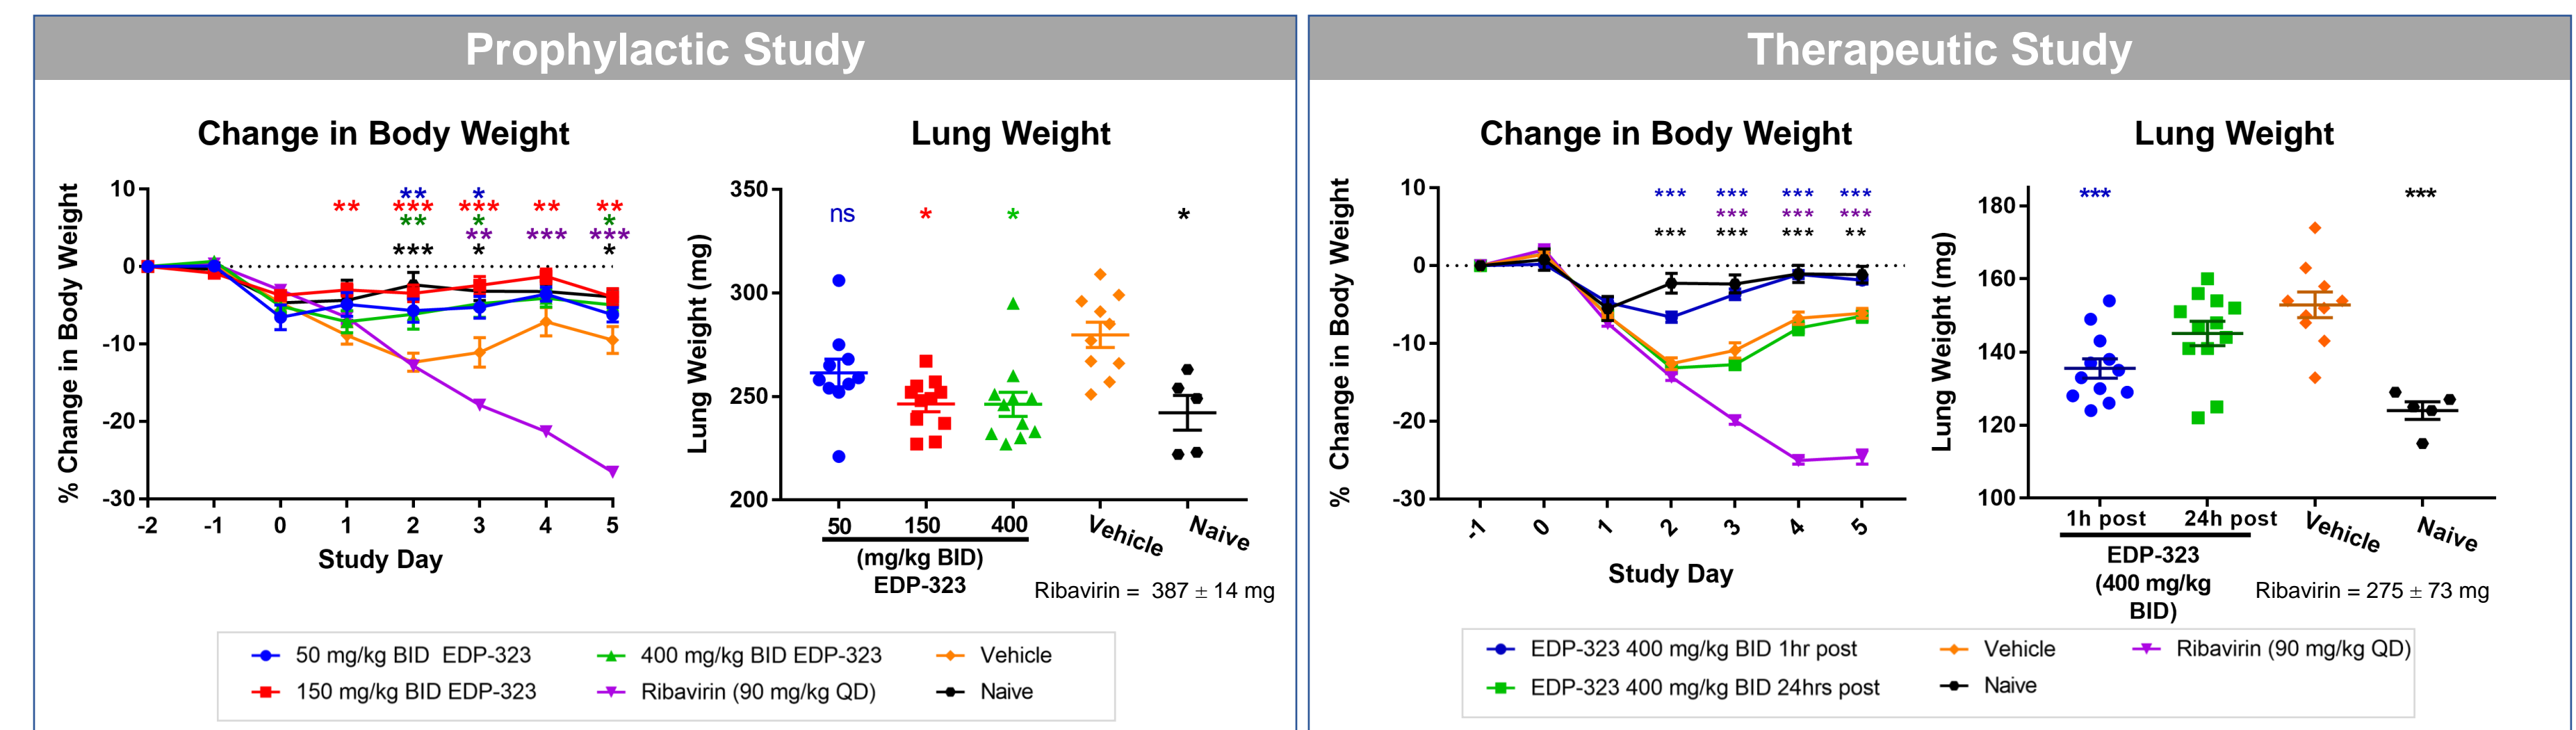 Prophylactic Study
Change in Body Weight
% Change in Body Weight
10
0
-10
-20
-30
** *
** *** *** ** **
** * *
** *** ***
*** * *
-2 -1 0 1 2 3 4 5
Study Day
Lung Weight
Lung Weight (mg)
350
300
250
200
ns * * *
50 150 400 Vehicle Naive
(mg/kg BID)
EDP-323
Ribavirin = 387 ± 14 mg
50 mg/kg BID EDP-323 400 mg/kg BID EDP-323 Vehicle
150 mg/kg BID EDP-323 Ribavirin (90 mg/kg QD) Naive
Therapeutic Study
Change in Body Weight
% Change in Body Weight
10
0
-10
-20
-30
*** *** *** ***
*** *** ***
*** *** *** **
-1 0 1 2 3 4 5
Study Day
Lung Weight
Lung Weight (mg)
180
160
140
120
100
*** ***
1h post 24h post Vehicle Naive
EDP-323
(400 mg/kg
BID)
Ribavirin = 275 ± 73 mg
EDP-323 400 mg/kg BID 1hr post Vehicle Ribavirin (90 mg/kg QD)
EDP-323 400 mg/kg BID 24hrs post Naive